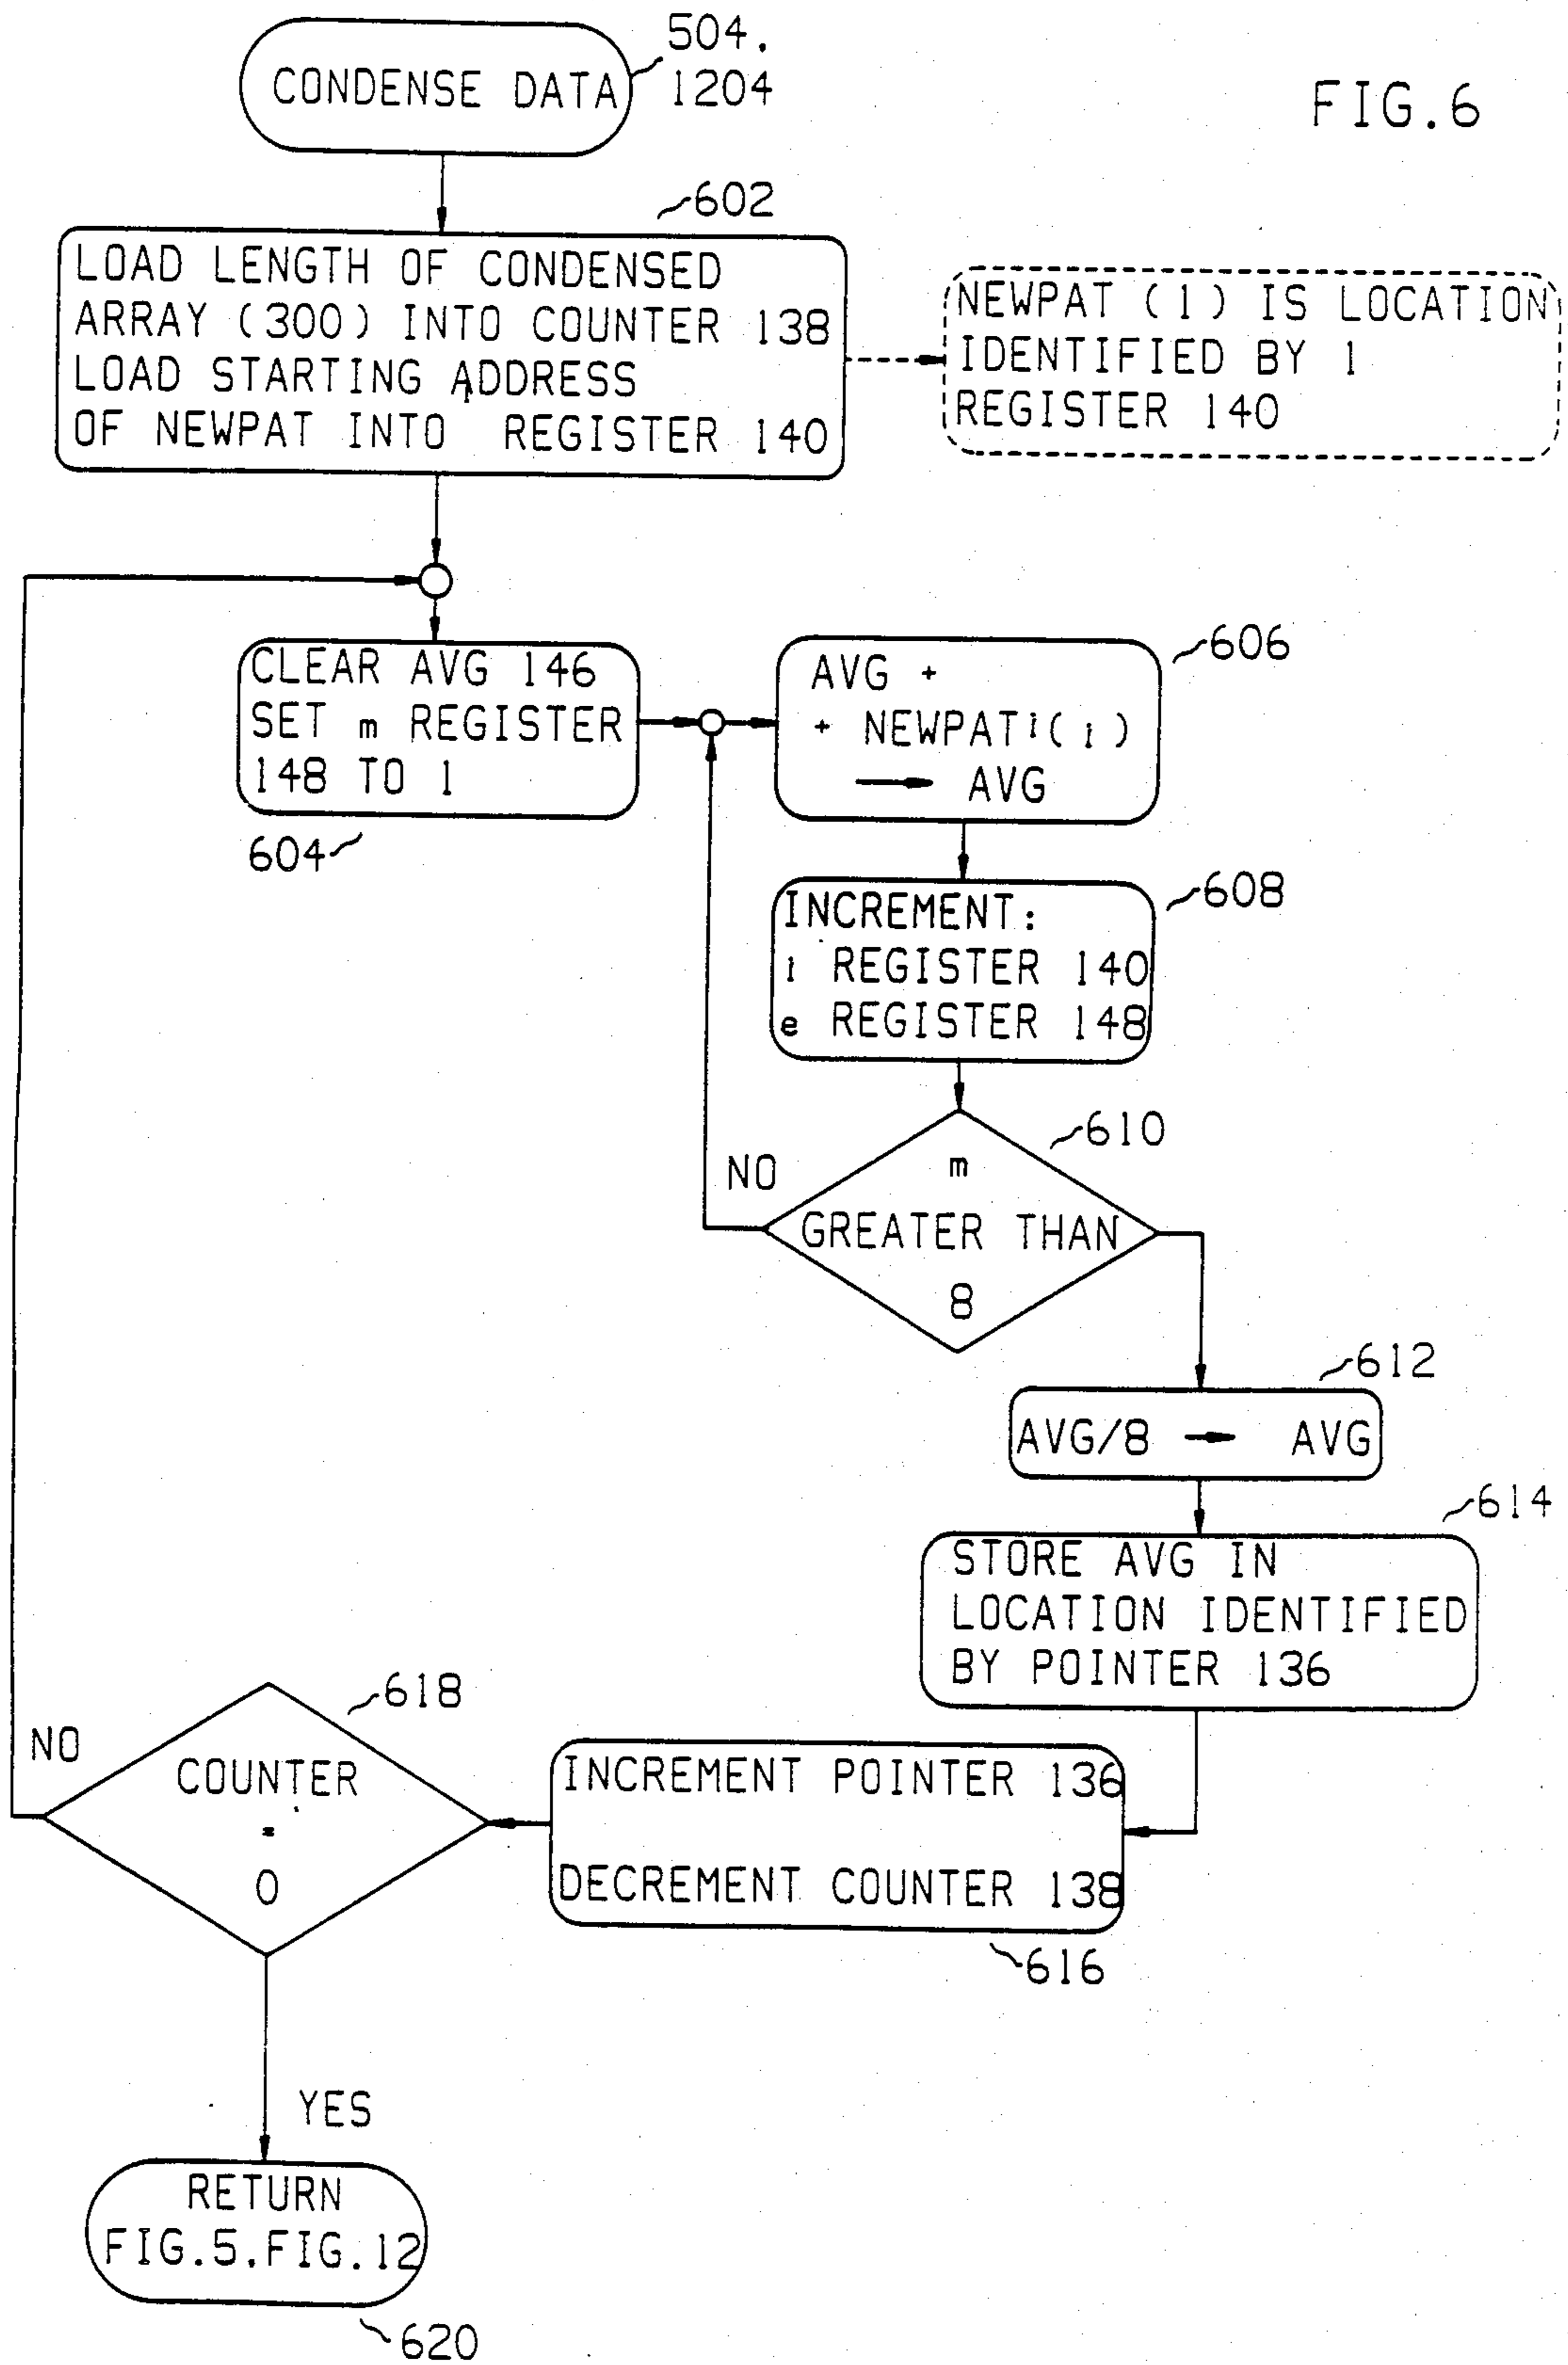 504.
CONDENSE DATA
1204
FIG.6
602
LOAD LENGTH OF CONDENSED
ARRAY (300) INTO COUNTER 138
LOAD STARTING ADDRESS
OF NEWPAT INTO REGISTER 140
NEWPAT (1) IS LOCATION
IDENTIFIED BY 1
REGISTER 140
CLEAR AVG 146
SET m REGISTER
148 TO 1
604
606
AVG +
+ NEWPATi(i)
→ AVG
608
INCREMENT:
i REGISTER 140
e REGISTER 148
610
NO
m
GREATER THAN
8
612
AVG/8 → AVG
614
STORE AVG IN
LOCATION IDENTIFIED
BY POINTER 136
618
NO
COUNTER
=
0
INCREMENT POINTER 136
DECREMENT COUNTER 138
616
YES
RETURN
FIG.5.FIG.12
620